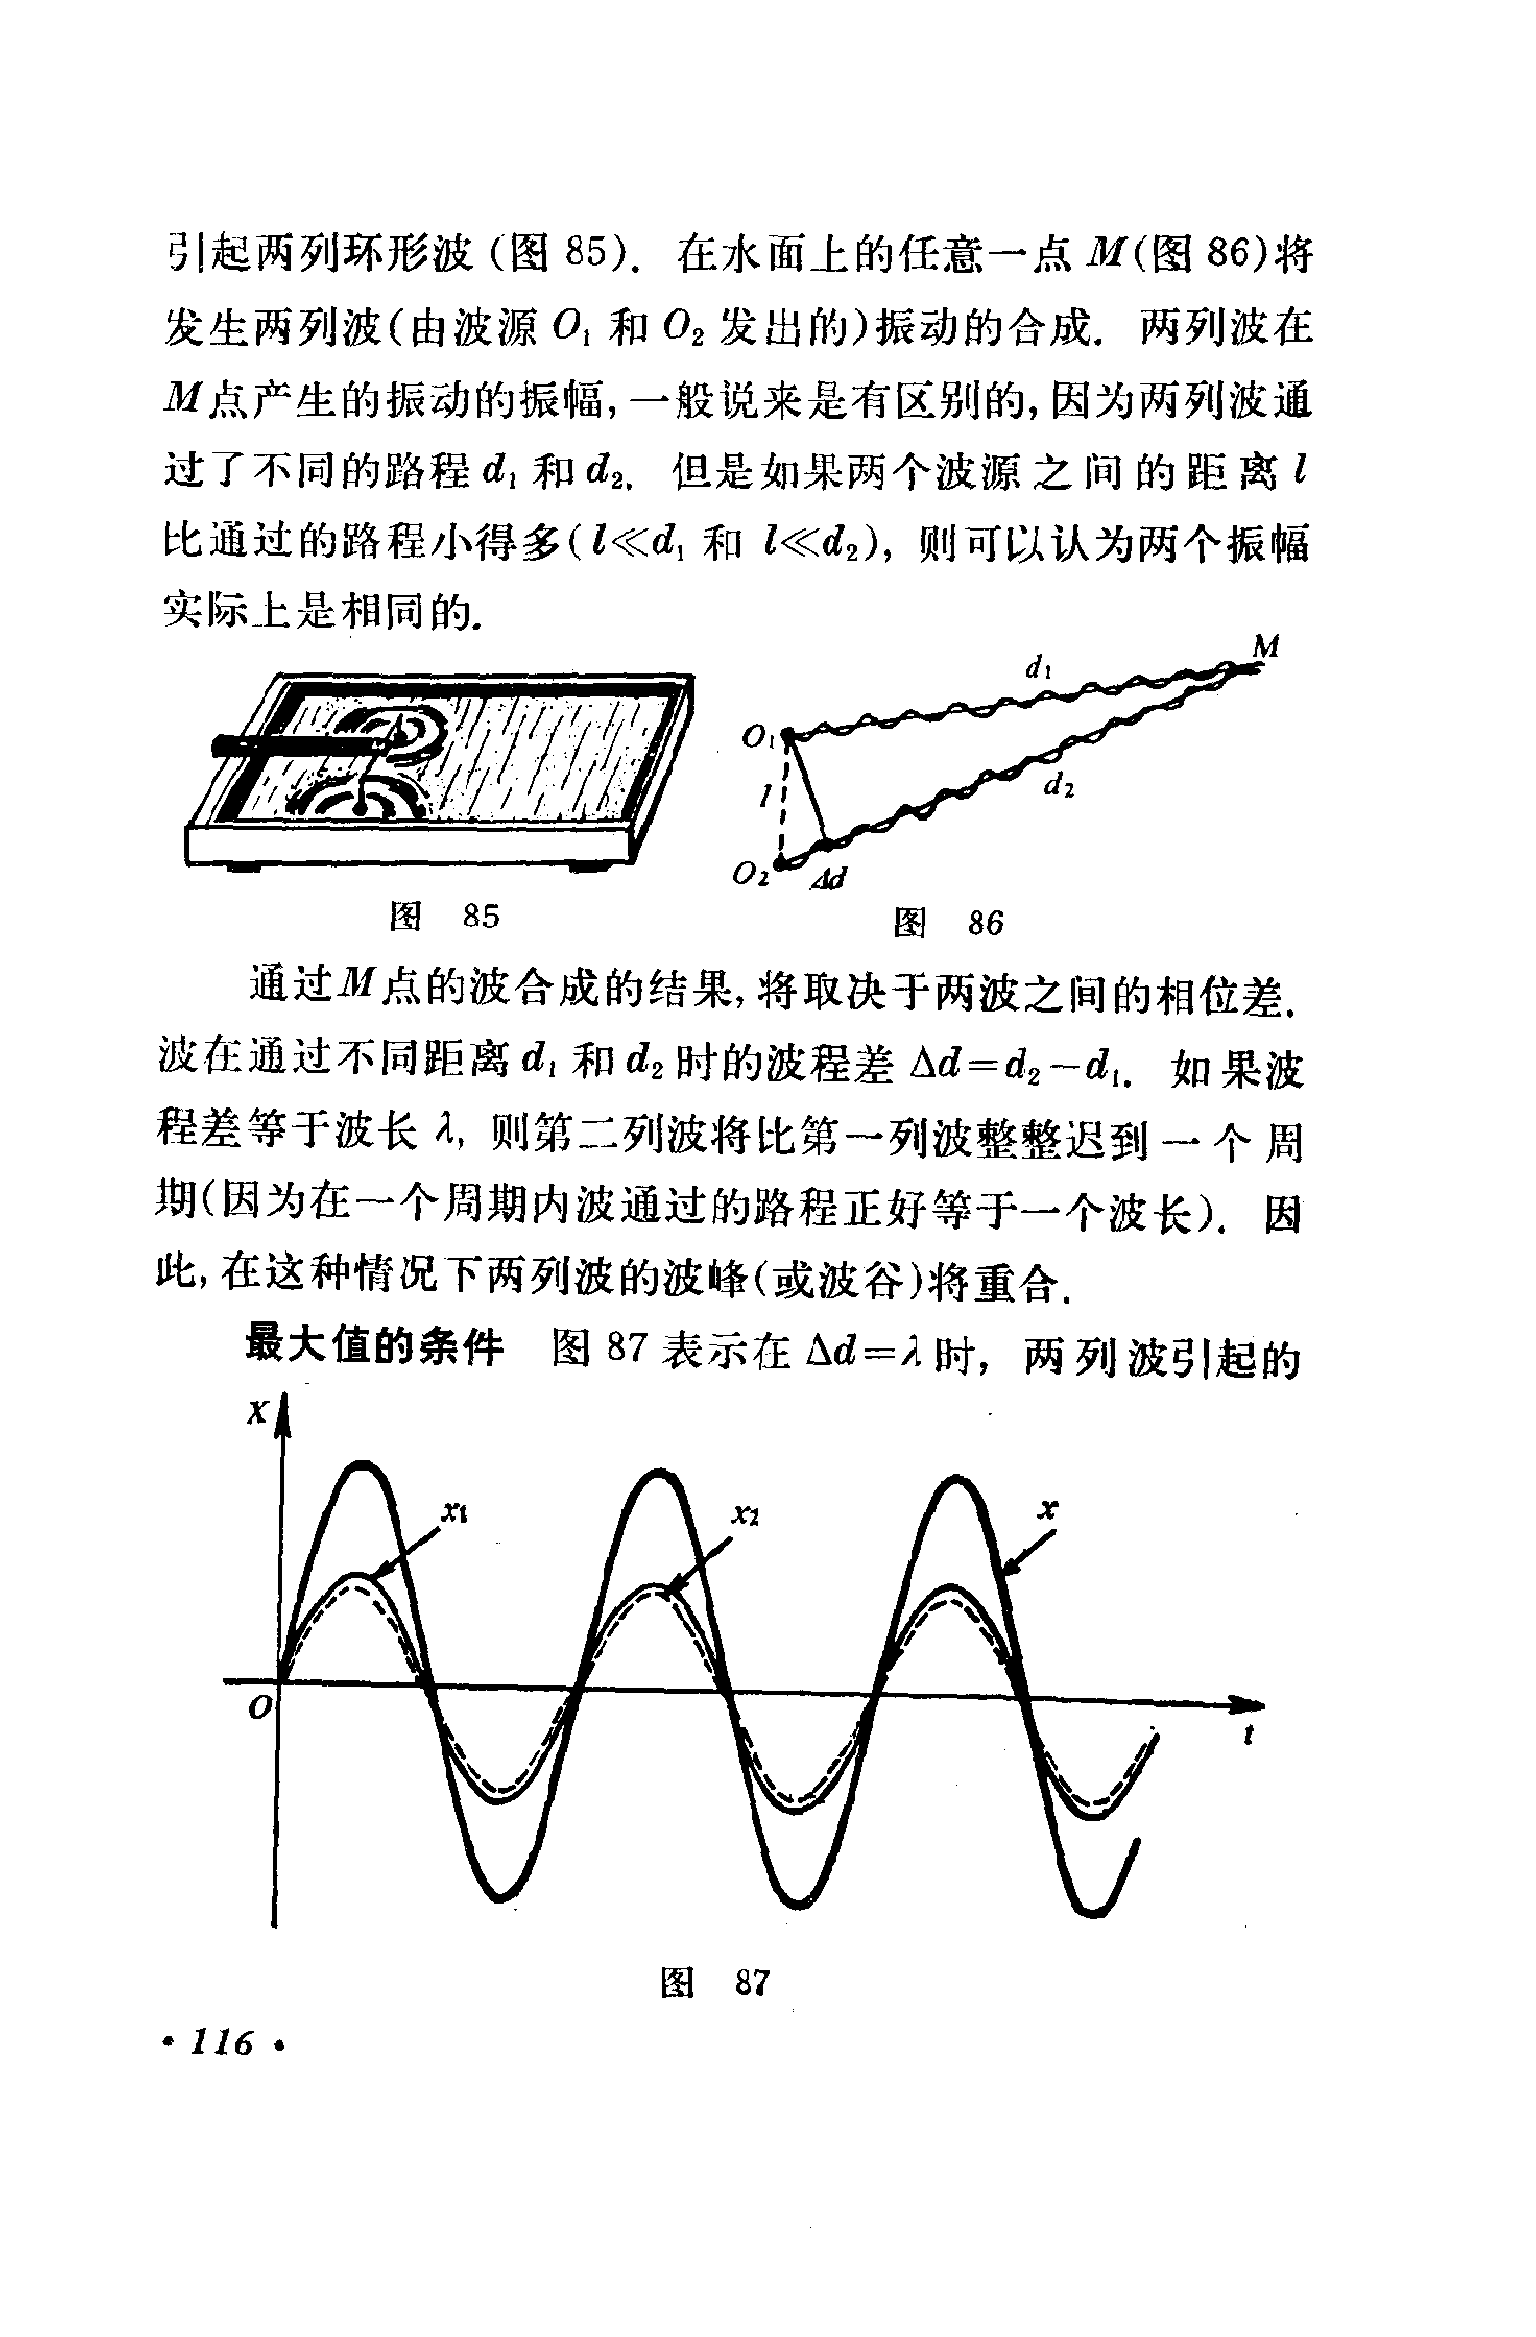 引起两列环形波 (图 85). 在水面上的任意一点 M(图 86)将
发生两列波(由波源 O₁ 和 O₂ 发出的)振动的合成. 两列波在
M点产生的振动的振幅, 一般说来是有区别的, 因为两列波通
过了不同的路程 d₁ 和 d₂. 但是如果两个波源之间的距离 l
比通过的路程小得多(l≪d₁ 和 l≪d₂), 则可以认为两个振幅
实际上是相同的.
M
d₁
O₁
l
d₂
O₂
Δd
图 85
图 86
通过M点的波合成的结果, 将取决于两波之间的相位差.
波在通过不同距离 d₁ 和 d₂ 时的波程差 Δd=d₂-d₁. 如果波
程差等于波长 λ, 则第二列波将比第一列波整整迟到一个周
期(因为在一个周期内波通过的路程正好等于一个波长). 因
此, 在这种情况下两列波的波峰(或波谷)将重合.
最大值的条件 图 87 表示在 Δd=λ时, 两列波引起的
X
x₁
x₂
x
O
t
图 87
·116·